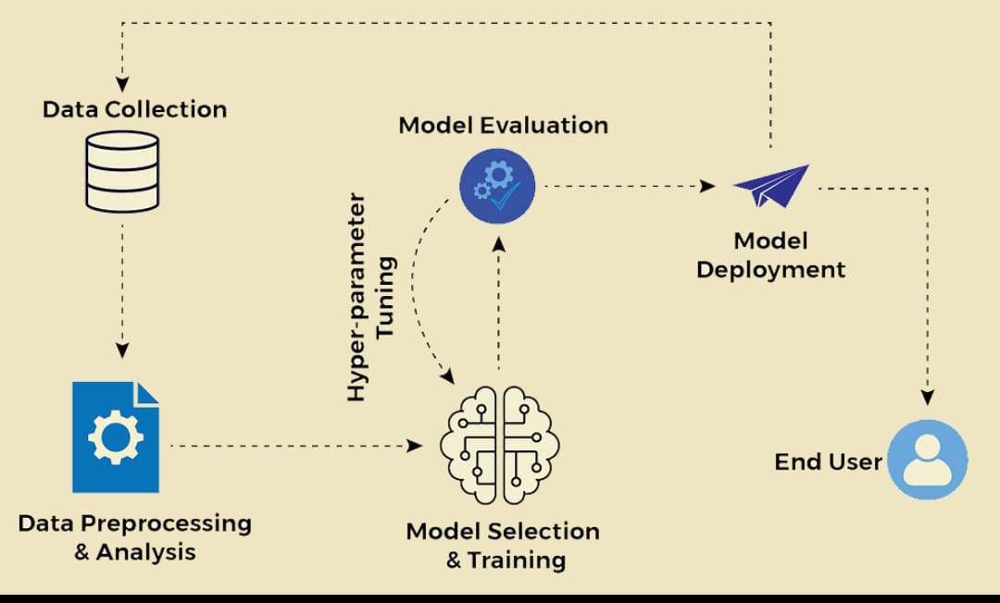 Data Collection
Model Evaluation
Hyper-parameter
Tuning
Model
Deployment
End User
Data Preprocessing
& Analysis
Model Selection
& Training